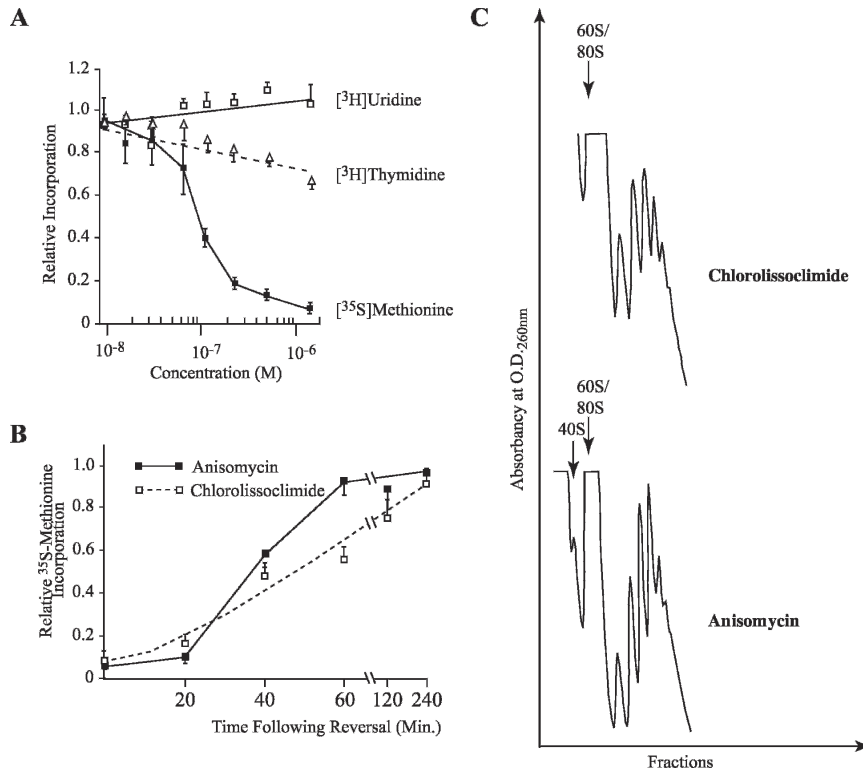 A
1.2
1.0
0.8
0.6
0.4
0.2
0
Relative Incorporation
10-8
10-7
10-6
Concentration (M)
[3H]Uridine
[3H]Thymidine
[35S]Methionine
B
1.0
0.8
0.6
0.4
0.2
0
Relative 35S-Methionine
Incorporation
Anisomycin
Chlorolissoclimide
20
40
60
120
240
Time Following Reversal (Min.)
C
60S/
80S
Chlorolissoclimide
60S/
80S
40S
Anisomycin
Absorbancy at O.D.260nm
Fractions